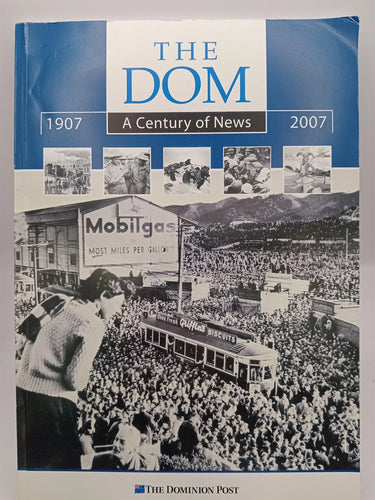 THE
DOM
1907
A Century of News
2007
Mobilgas
MOST MILES PER GALLON
Griffin's
BISCUITS
THE DOMINION POST